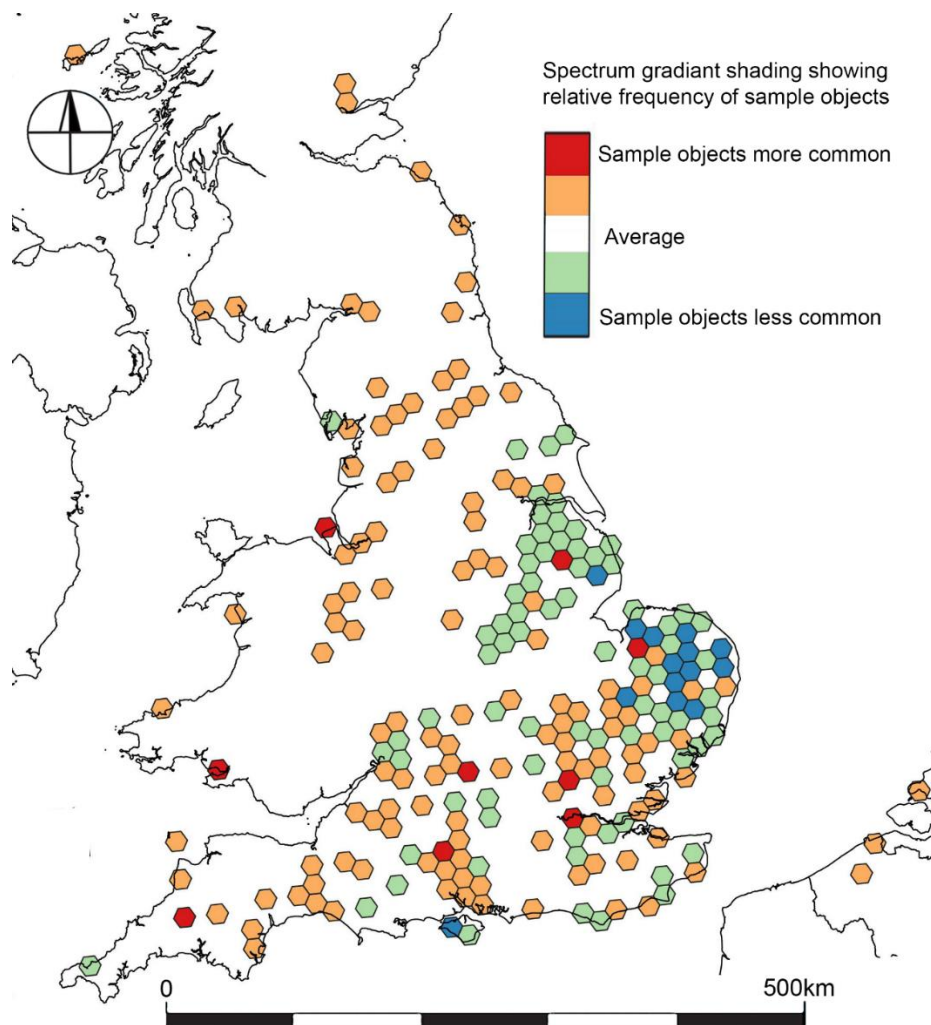 Spectrum gradiant shading showing
relative frequency of sample objects
Sample objects more common
Average
Sample objects less common
0
500km